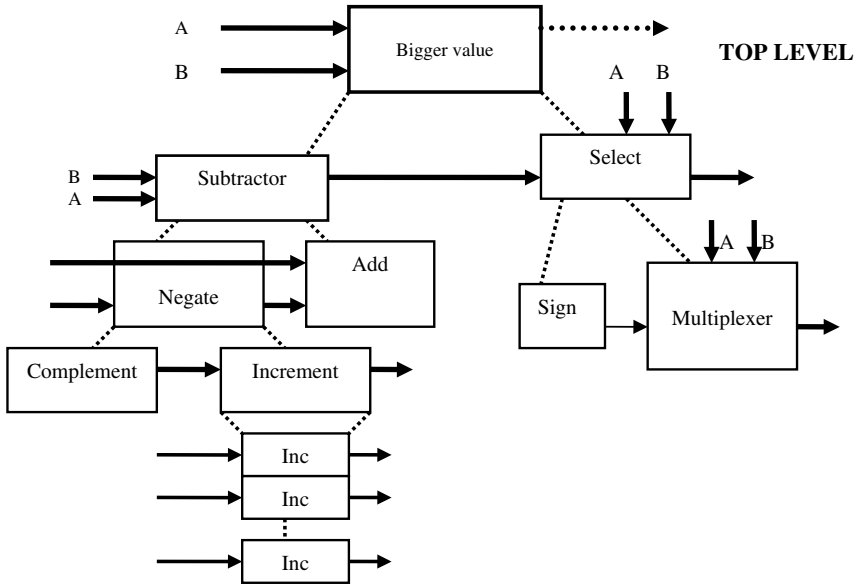 A
Bigger value
TOP LEVEL
B
A B
Select
B
Subtractor
A
A B
Add
Negate
Sign
Multiplexer
Complement
Increment
Inc
Inc
Inc